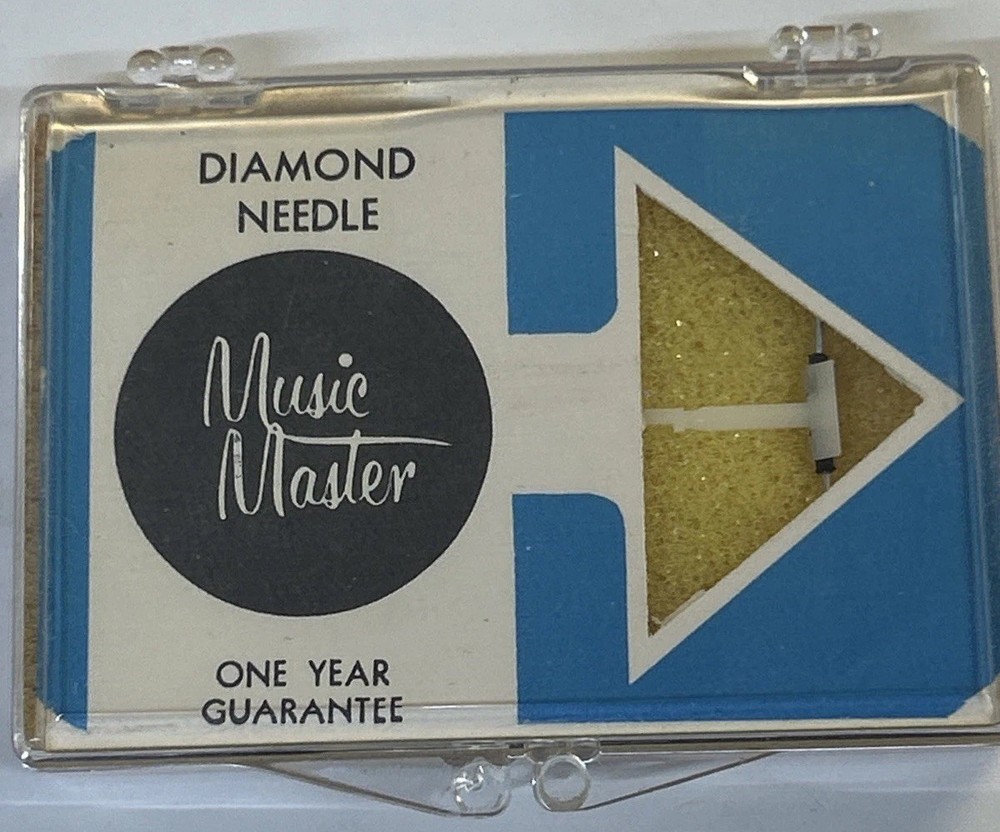 DIAMOND
NEEDLE
Music
Master
ONE YEAR
GUARANTEE